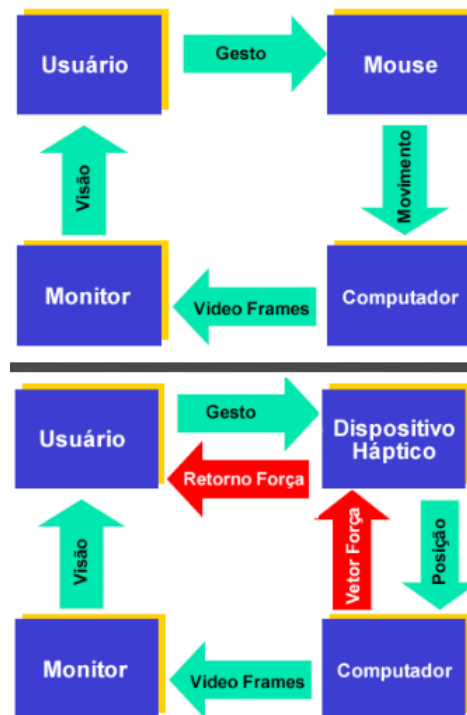 Usuário
Gesto
Mouse
Visão
Movimento
Monitor
Video Frames
Computador
Usuário
Gesto
Dispositivo
Háptico
Retorno Força
Visão
Vetor Força
Posição
Monitor
Video Frames
Computador